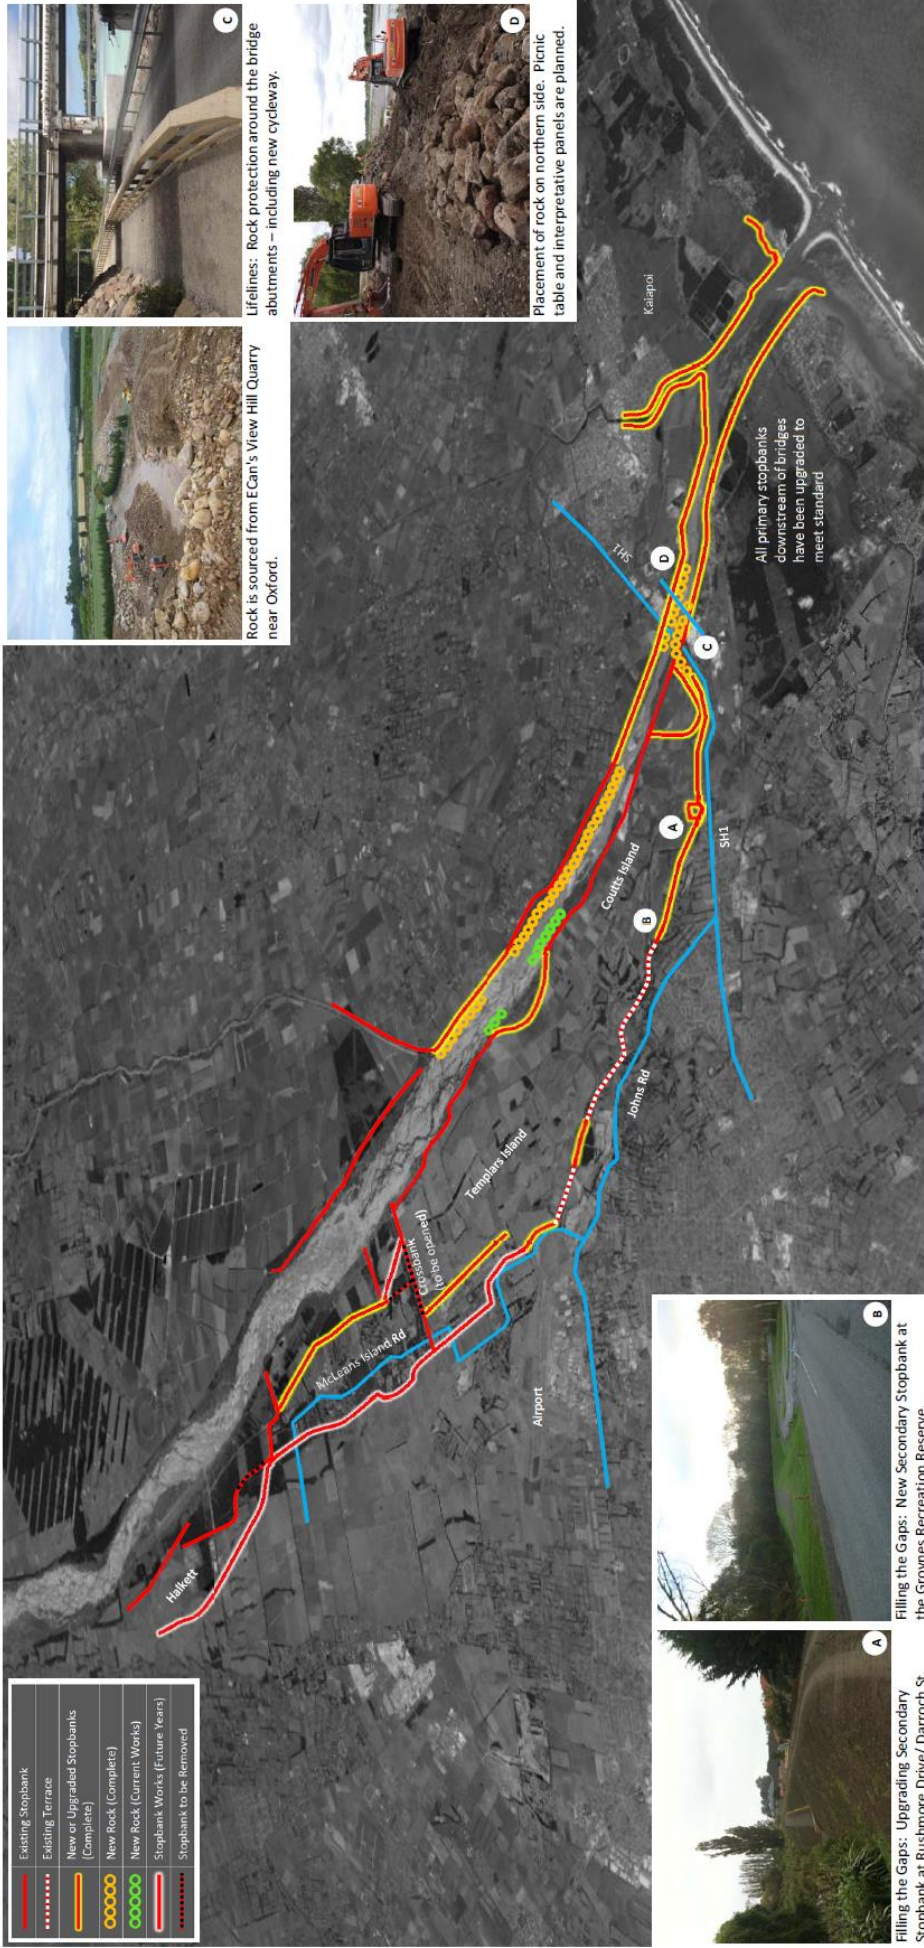 Existing Stopbank
Existing Terrace
New or Upgraded Stopbanks
(Complete)
New Rock (Complete)
New Rock (Current Works)
Stopbank Works (Future Years)
Stopbank to be Removed
Rock is sourced from ECan's View Hill Quarry
near Oxford.
C
Lifelines: Rock protection around the bridge
abutments – including new cycleway.
D
Placement of rock on northern side. Picnic
table and interpretative panels are planned.
Halkett
McLeans Island Rd
Crossbank
(to be opened)
Templars Island
Airport
Johns Rd
Coutts Island
B
A
SH1
SH1
C
D
Kaiapoi
All primary stopbanks
downstream of bridges
have been upgraded to
meet standard
A
Filling the Gaps: Upgrading Secondary
Stopbank at Rushmore Drive/ Darroch St
B
Filling the Gaps: New Secondary Stopbank at
the Groynes Recreation Reserve